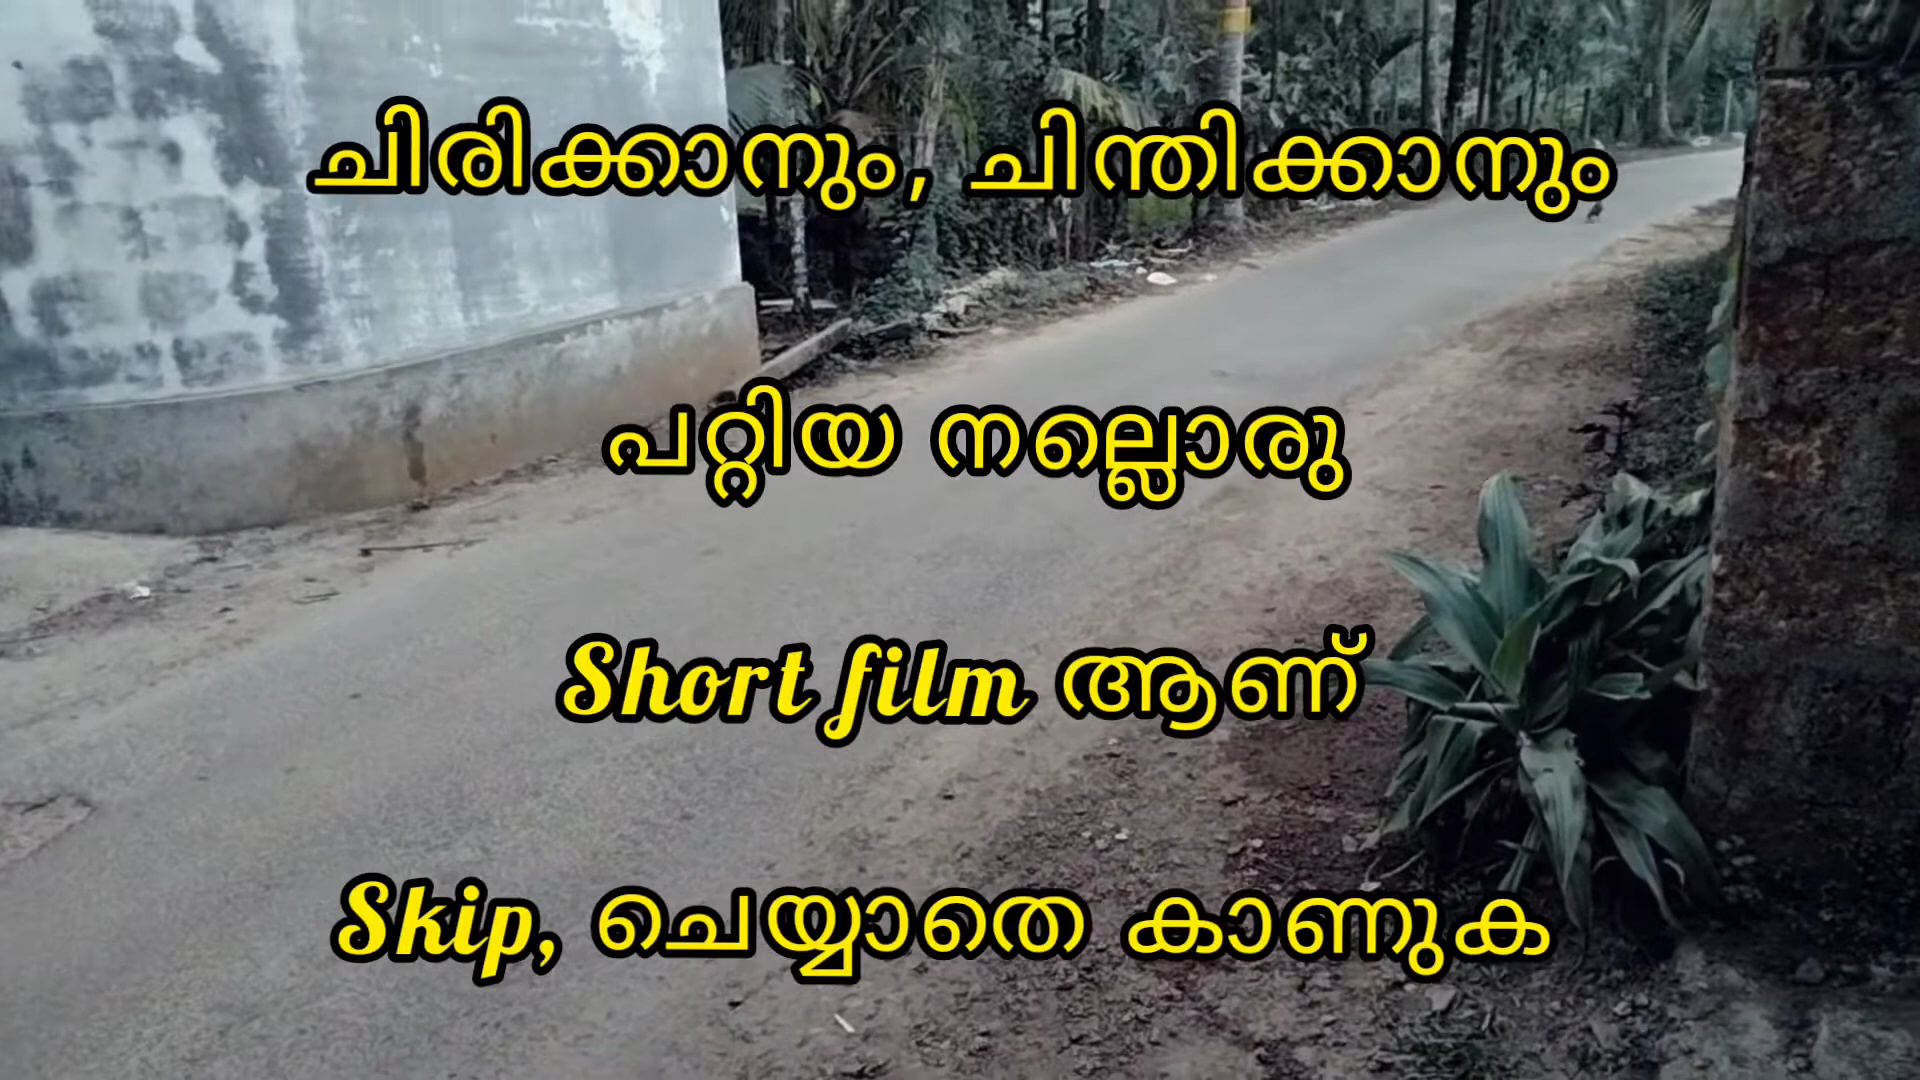 ചിരിക്കാനും, ചിന്തിക്കാനും
പറ്റിയ നല്ലൊരു
Short film ആണ്
Skip, ചെയ്യാതെ കാണുക